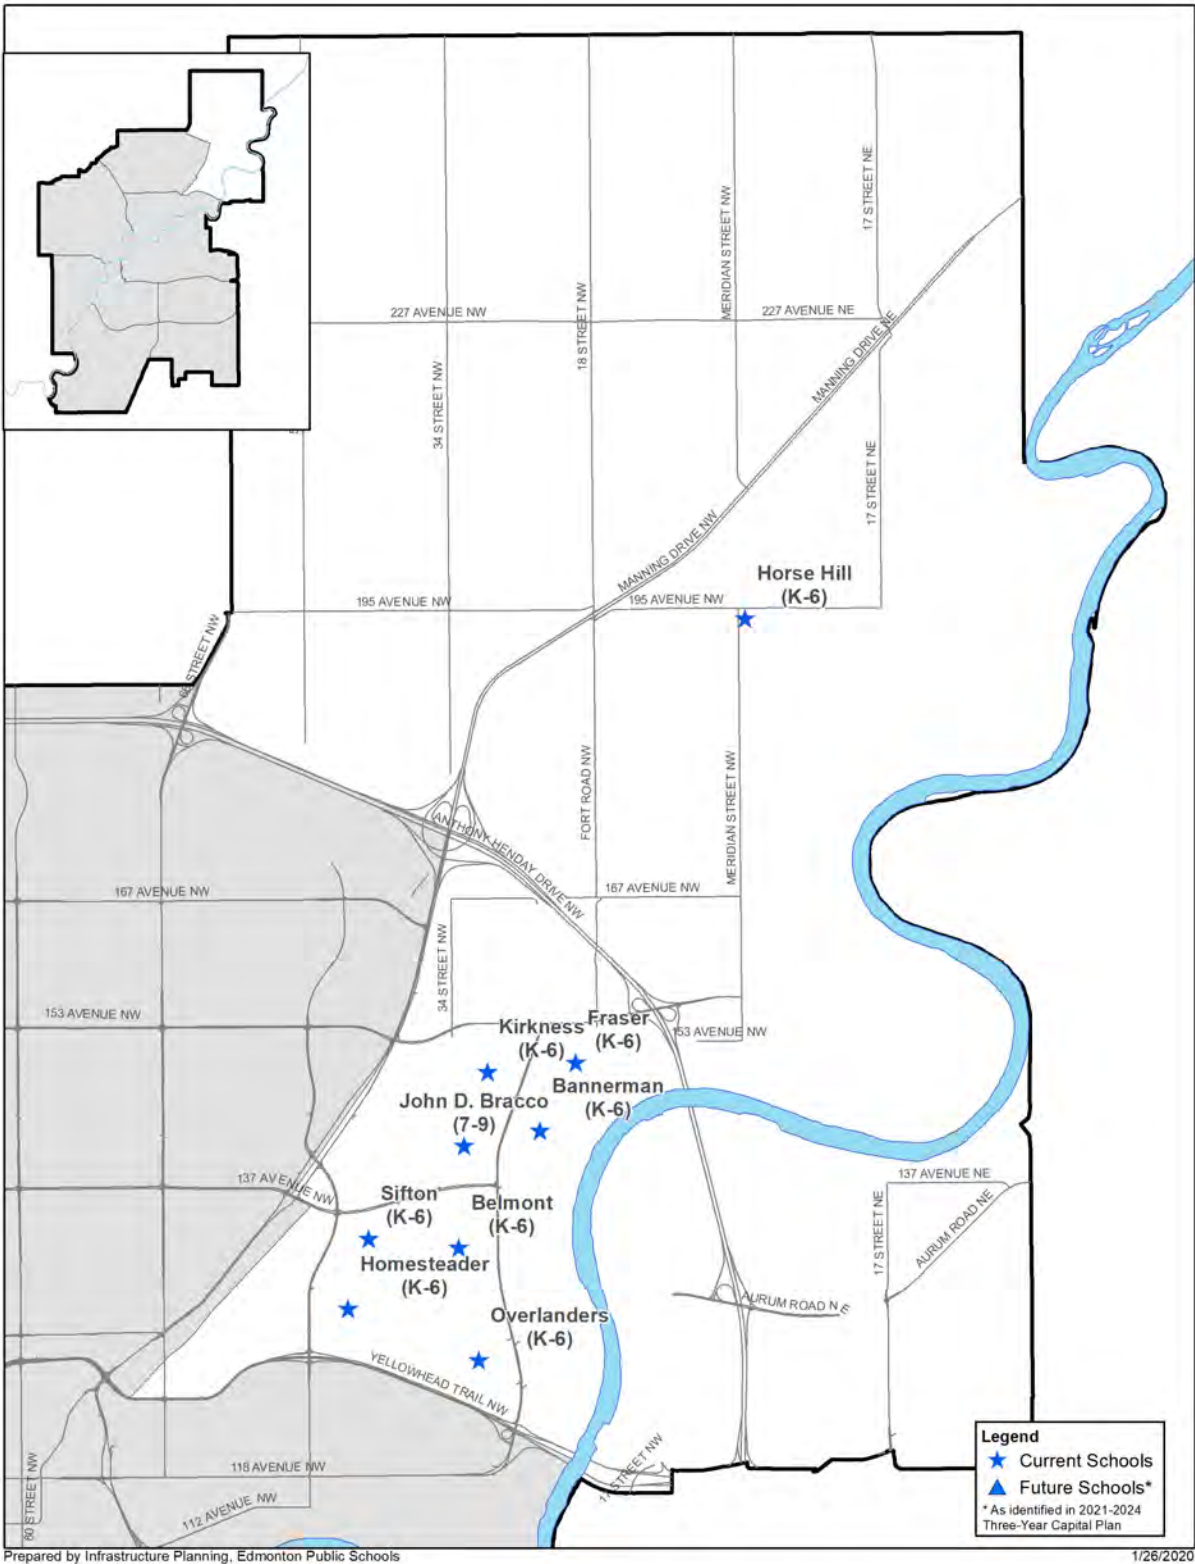 17 STREET NE
MERIDIAN STREET NW
227 AVENUE NW
18 STREET NW
227 AVENUE NE
MANNING DRIVE NE
34 STREET NW
17 STREET NE
MANNING DRIVE NW
Horse Hill
(K-6)
195 AVENUE NW
195 AVENUE NW
66 STREET NW
FORT ROAD NW
MERIDIAN STREET NW
ANTHONY HENDAY DRIVE NW
167 AVENUE NW
167 AVENUE NW
34 STREET NW
153 AVENUE NW
Kirkness
(K-6)
Fraser
(K-6)
153 AVENUE NW
Bannerman
(K-6)
John D. Bracco
(7-9)
137 AVENUE NW
Sifton
(K-6)
Belmont
(K-6)
137 AVENUE NE
17 STREET NE
AURUM ROAD NE
Homesteader
(K-6)
AURUM ROAD NE
Overlanders
(K-6)
YELLOWHEAD TRAIL NW
118 AVENUE NW
17 STREET NW
112 AVENUE NW
60 STREET NW
Legend
Current Schools
Future Schools*
* As identified in 2021-2024
Three-Year Capital Plan
Prepared by Infrastructure Planning, Edmonton Public Schools
1/26/2020